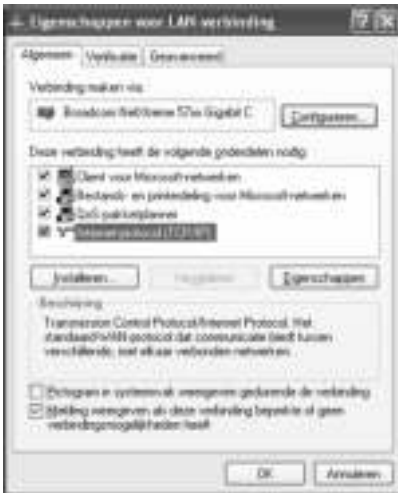 Eigenschappen voor LAN-verbinding
Algemeen Verificatie Geavanceerd
Verbinding maken via:
Broadcom NetXtreme 57xx Gigabit C
Configureren...
Deze verbinding heeft de volgende onderdelen nodig:
Client voor Microsoft-netwerken
Bestands- en printerdeling voor Microsoft-netwerken
QoS-pakketplanner
Internet-protocol (TCP/IP)
Installeren... Eigenschappen
Beschrijving
Transmission Control Protocol/Internet Protocol. Het
standaard WAN-protocol dat communicatie biedt tussen
verschillende, met elkaar verbonden netwerken.
Pictogram in systeemvak weergeven gedurende de verbinding
Melding weergeven als deze verbinding beperkte of geen
verbindingsmogelijkheden heeft
OK Annuleren